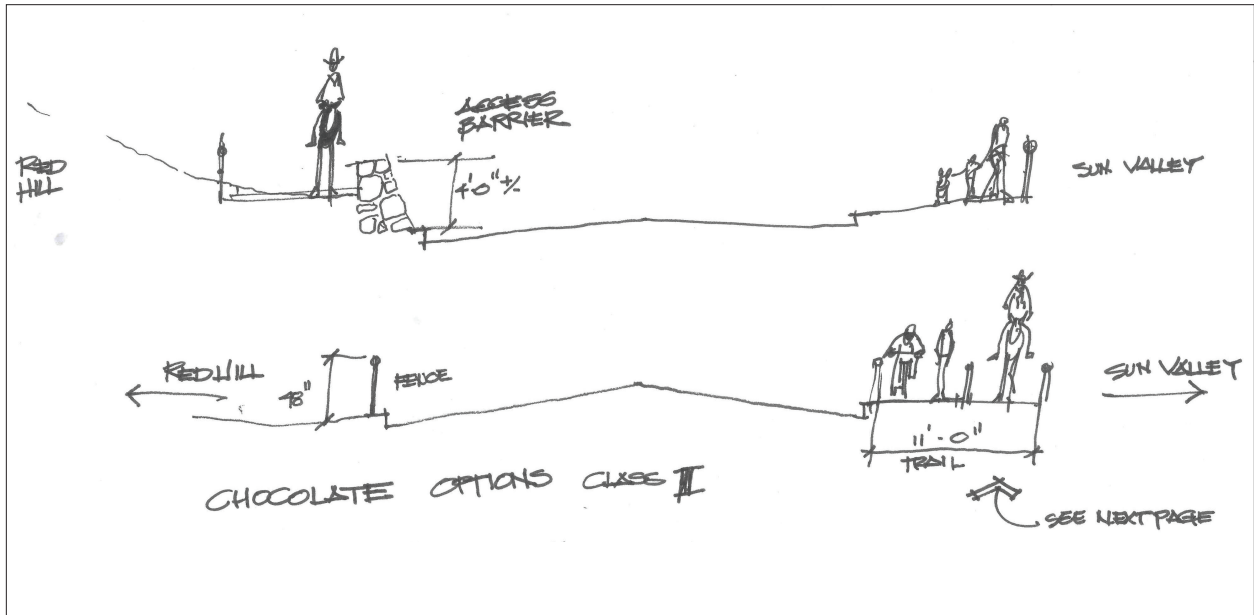 ACCESS
BARRIER
RED
HILL
4'0" +/-
SUN VALLEY
RED HILL
48"
FENCE
SUN VALLEY
11'-0"
TRAIL
CHOCOLATE OPTIONS CLASS II
SEE NEXT PAGE